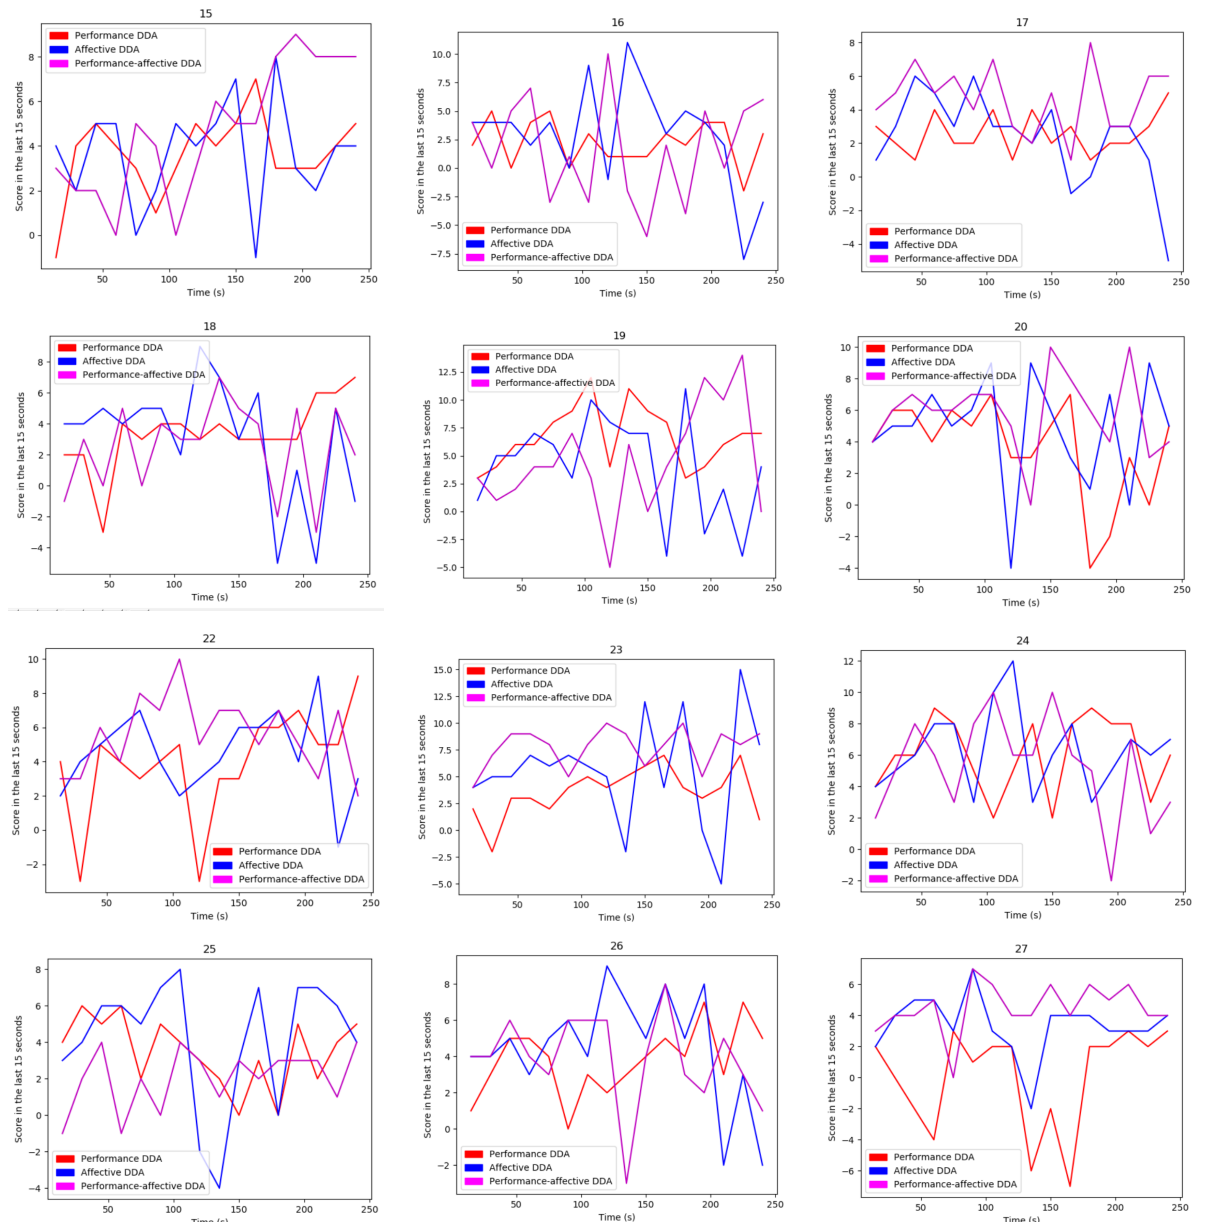 15
Performance DDA
Affective DDA
Performance-affective DDA
Score in the last 15 seconds
8
6
4
2
0
50
100
150
200
250
Time (s)
16
10.0
7.5
5.0
2.5
0.0
−2.5
−5.0
−7.5
Score in the last 15 seconds
Performance DDA
Affective DDA
Performance-affective DDA
50
100
150
200
250
Time (s)
17
8
6
4
2
0
−2
−4
Score in the last 15 seconds
Performance DDA
Affective DDA
Performance-affective DDA
50
100
150
200
250
Time (s)
18
Performance DDA
Affective DDA
Performance-affective DDA
Score in the last 15 seconds
8
6
4
2
0
−2
−4
50
100
150
200
250
Time (s)
19
Performance DDA
Affective DDA
Performance-affective DDA
Score in the last 15 seconds
12.5
10.0
7.5
5.0
2.5
0.0
−2.5
−5.0
50
100
150
200
250
Time (s)
20
Performance DDA
Affective DDA
Performance-affective DDA
Score in the last 15 seconds
10
8
6
4
2
0
−2
−4
50
100
150
200
250
Time (s)
22
10
8
6
4
2
0
−2
Score in the last 15 seconds
Performance DDA
Affective DDA
Performance-affective DDA
50
100
150
200
250
Time (s)
23
Performance DDA
Affective DDA
Performance-affective DDA
Score in the last 15 seconds
15.0
12.5
10.0
7.5
5.0
2.5
0.0
−2.5
−5.0
50
100
150
200
250
Time (s)
24
12
10
8
6
4
2
0
−2
Score in the last 15 seconds
Performance DDA
Affective DDA
Performance-affective DDA
50
100
150
200
250
Time (s)
25
8
6
4
2
0
−2
−4
Score in the last 15 seconds
Performance DDA
Affective DDA
Performance-affective DDA
50
100
150
200
250
Time (s)
26
8
6
4
2
0
−2
Score in the last 15 seconds
Performance DDA
Affective DDA
Performance-affective DDA
50
100
150
200
250
Time (s)
27
6
4
2
0
−2
−4
−6
Score in the last 15 seconds
Performance DDA
Affective DDA
Performance-affective DDA
50
100
150
200
250
Time (s)